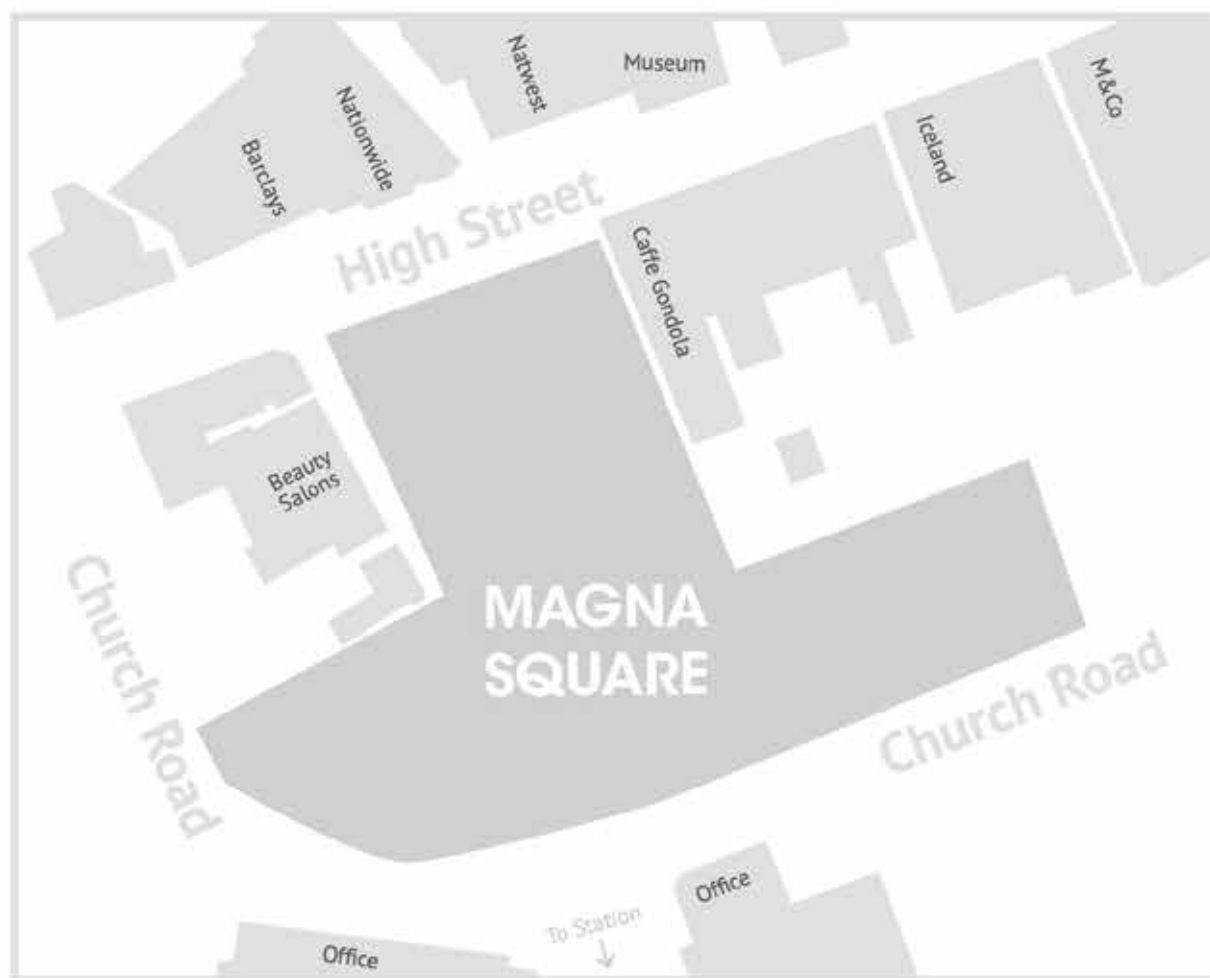 Natwest
Museum
M&Co
Nationwide
Iceland
Barclays
High Street
Caffe Gondola
Beauty
Salons
MAGNA
SQUARE
Church Road
Church Road
Office
To Station
Office